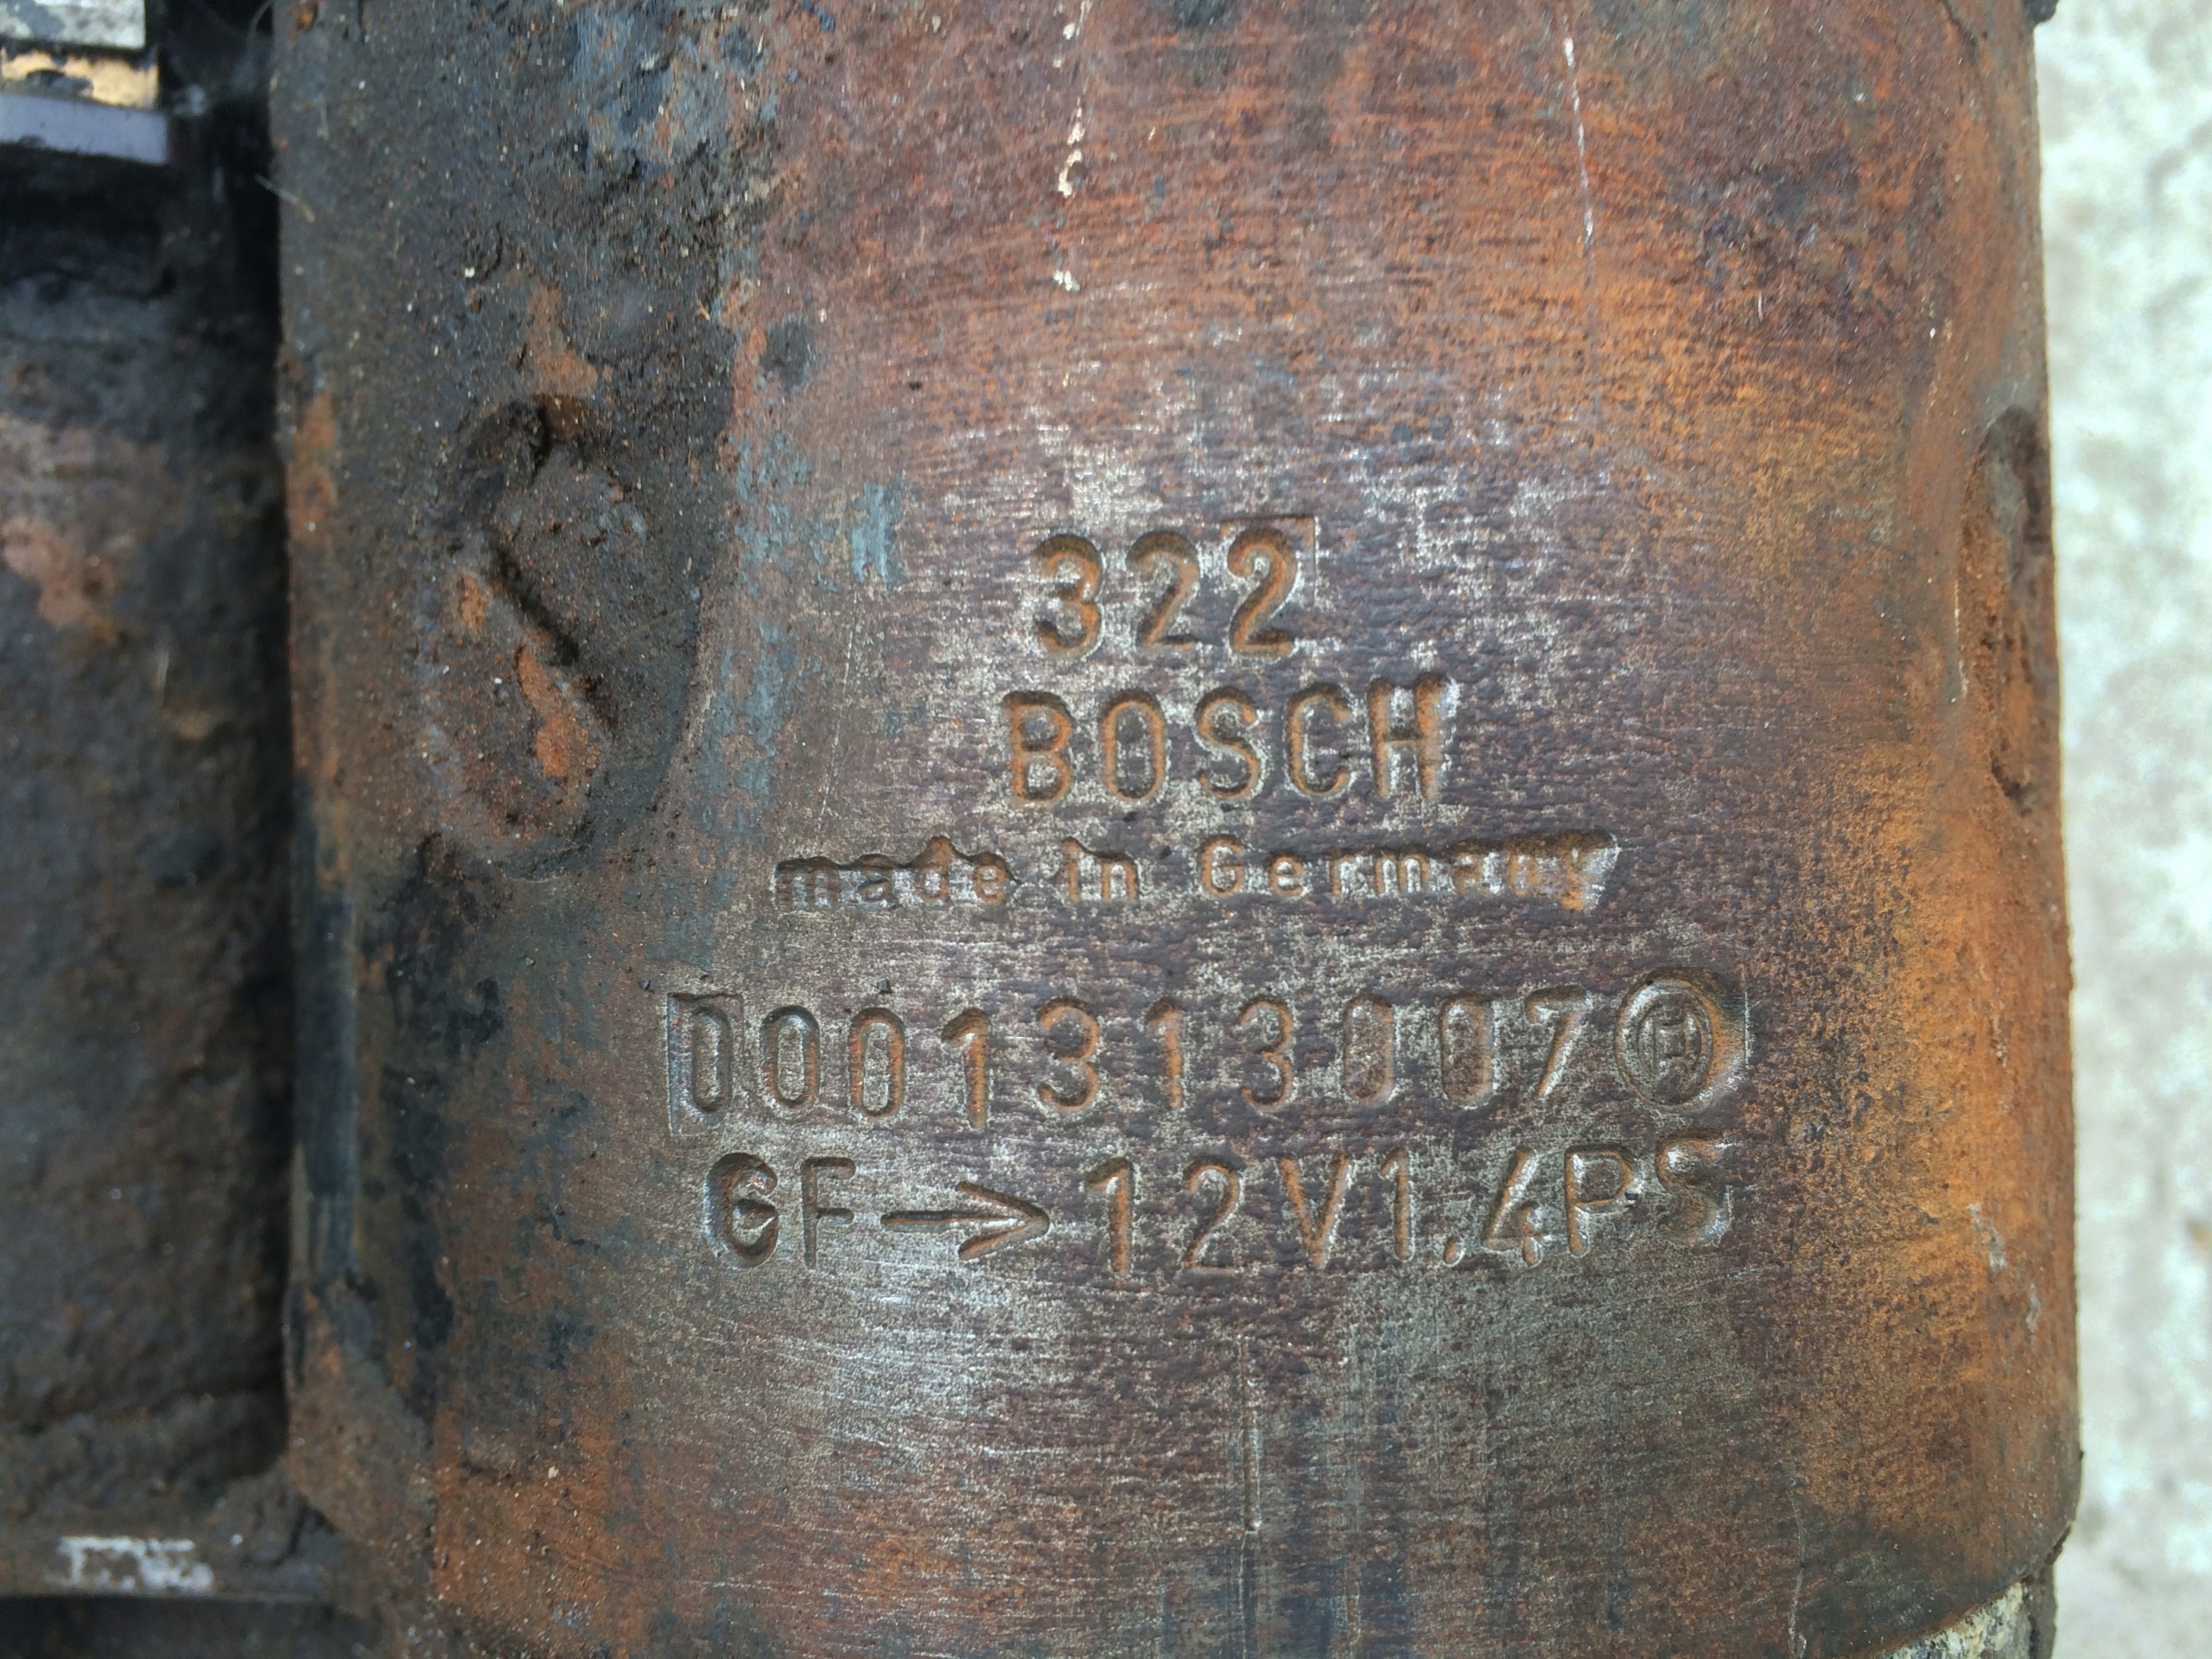 322
BOSCH
made in Germany
0001313007 H
GF→12V1.4PS